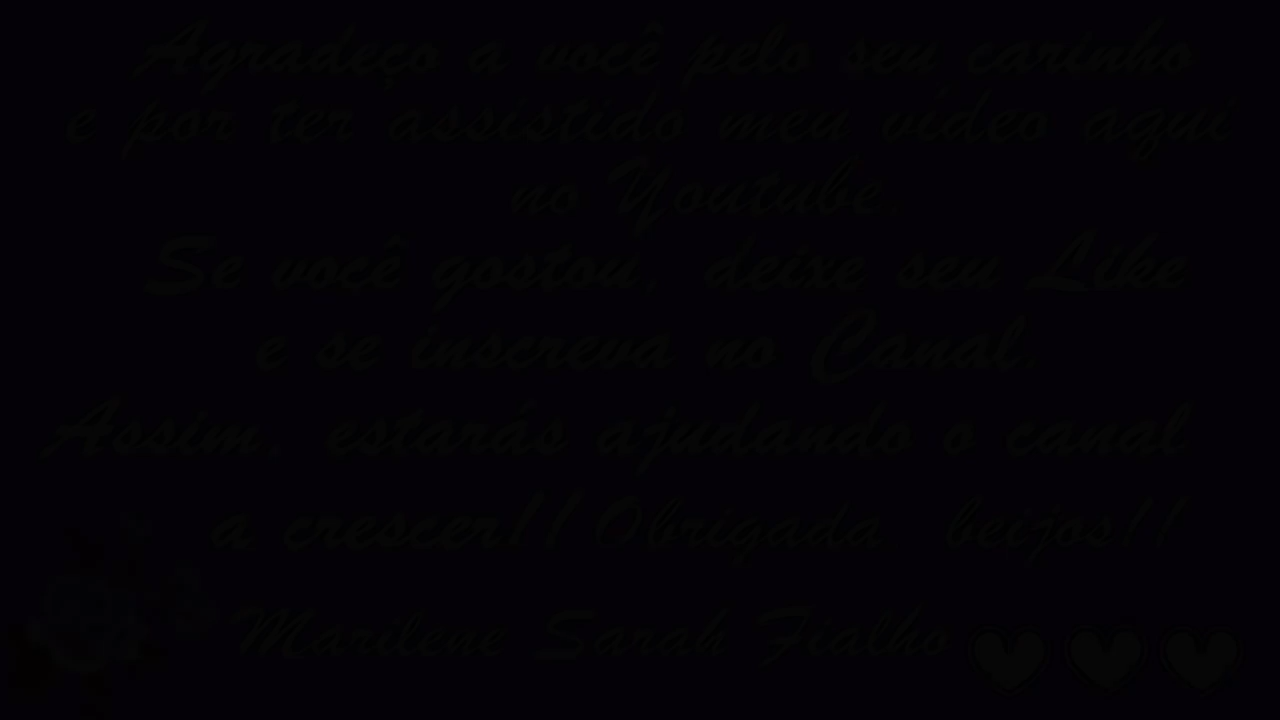 Agradeço a você pelo seu carinho
e por ter assistido meu vídeo aqui
no Youtube.
Se você gostou, deixe seu Like
e se inscreva no Canal.
Assim, estarás ajudando o canal
a crescer!! Obrigada beijos!!
Marilene Sarah Fialho